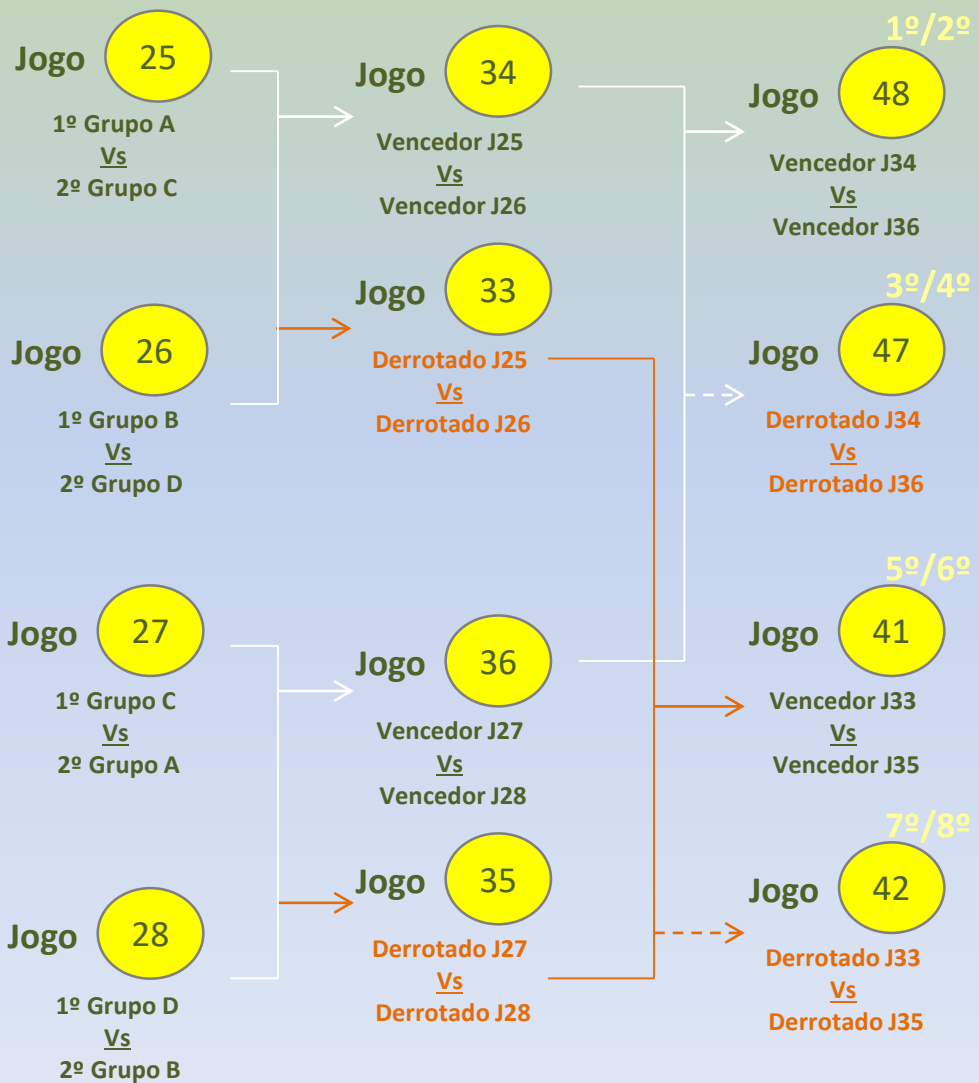 Jogo 25
1º Grupo A
Vs
2º Grupo C
Jogo 26
1º Grupo B
Vs
2º Grupo D
Jogo 27
1º Grupo C
Vs
2º Grupo A
Jogo 28
1º Grupo D
Vs
2º Grupo B
Jogo 34
Vencedor J25
Vs
Vencedor J26
Jogo 33
Derrotado J25
Vs
Derrotado J26
Jogo 36
Vencedor J27
Vs
Vencedor J28
Jogo 35
Derrotado J27
Vs
Derrotado J28
1º/2º
Jogo 48
Vencedor J34
Vs
Vencedor J36
3º/4º
Jogo 47
Derrotado J34
Vs
Derrotado J36
5º/6º
Jogo 41
Vencedor J33
Vs
Vencedor J35
7º/8º
Jogo 42
Derrotado J33
Vs
Derrotado J35